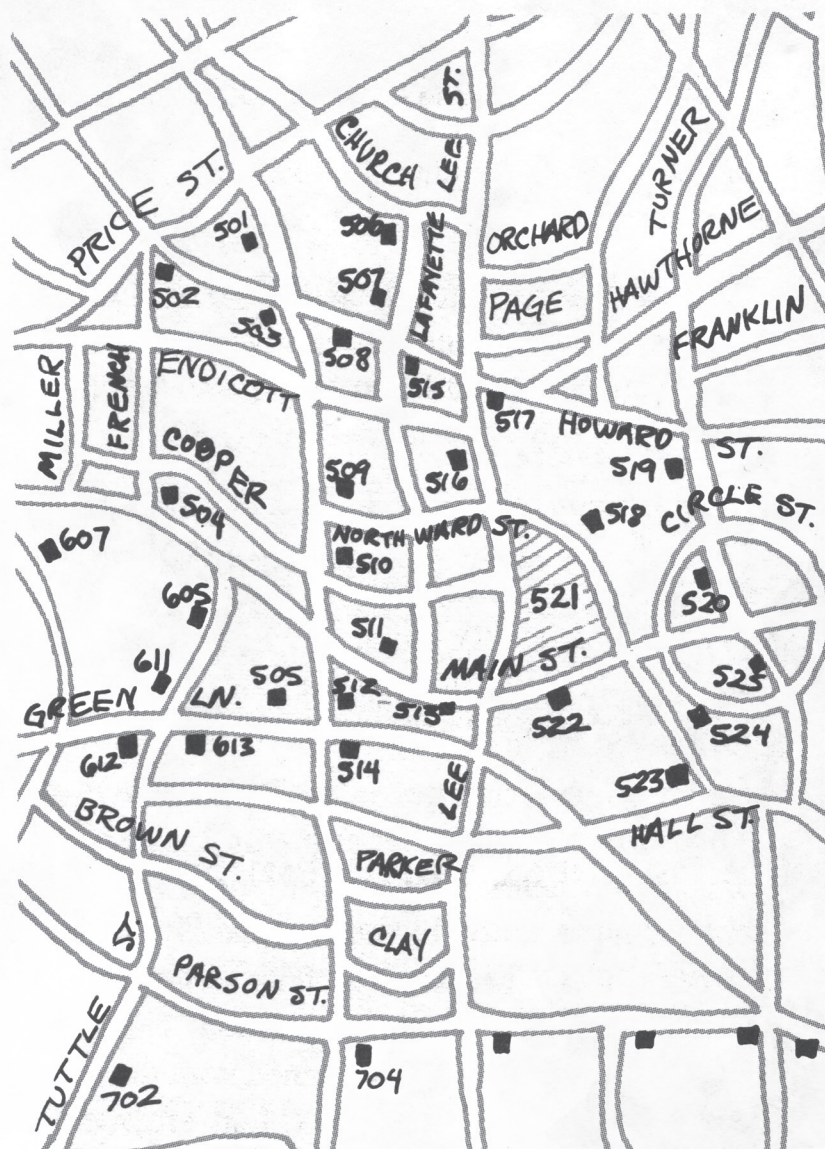 ST.
CHURCH
LEE
TURNER
PRICE ST.
501
506
LAFAYETTE
ORCHARD
HAWTHORNE
502
507
PAGE
FRANKLIN
503
508
MILLER
FRENCH
ENDICOTT
515
517
HOWARD
ST.
COOPER
509
516
519
504
518
CIRCLE ST.
NORTH WARD ST.
607
510
605
521
520
511
MAIN ST.
611
505
512
525
GREEN LN.
513
522
524
612
613
514
LEE
523
BROWN ST.
PARKER
HALL ST.
ST.
CLAY
PARSON ST.
TUTTLE
702
704